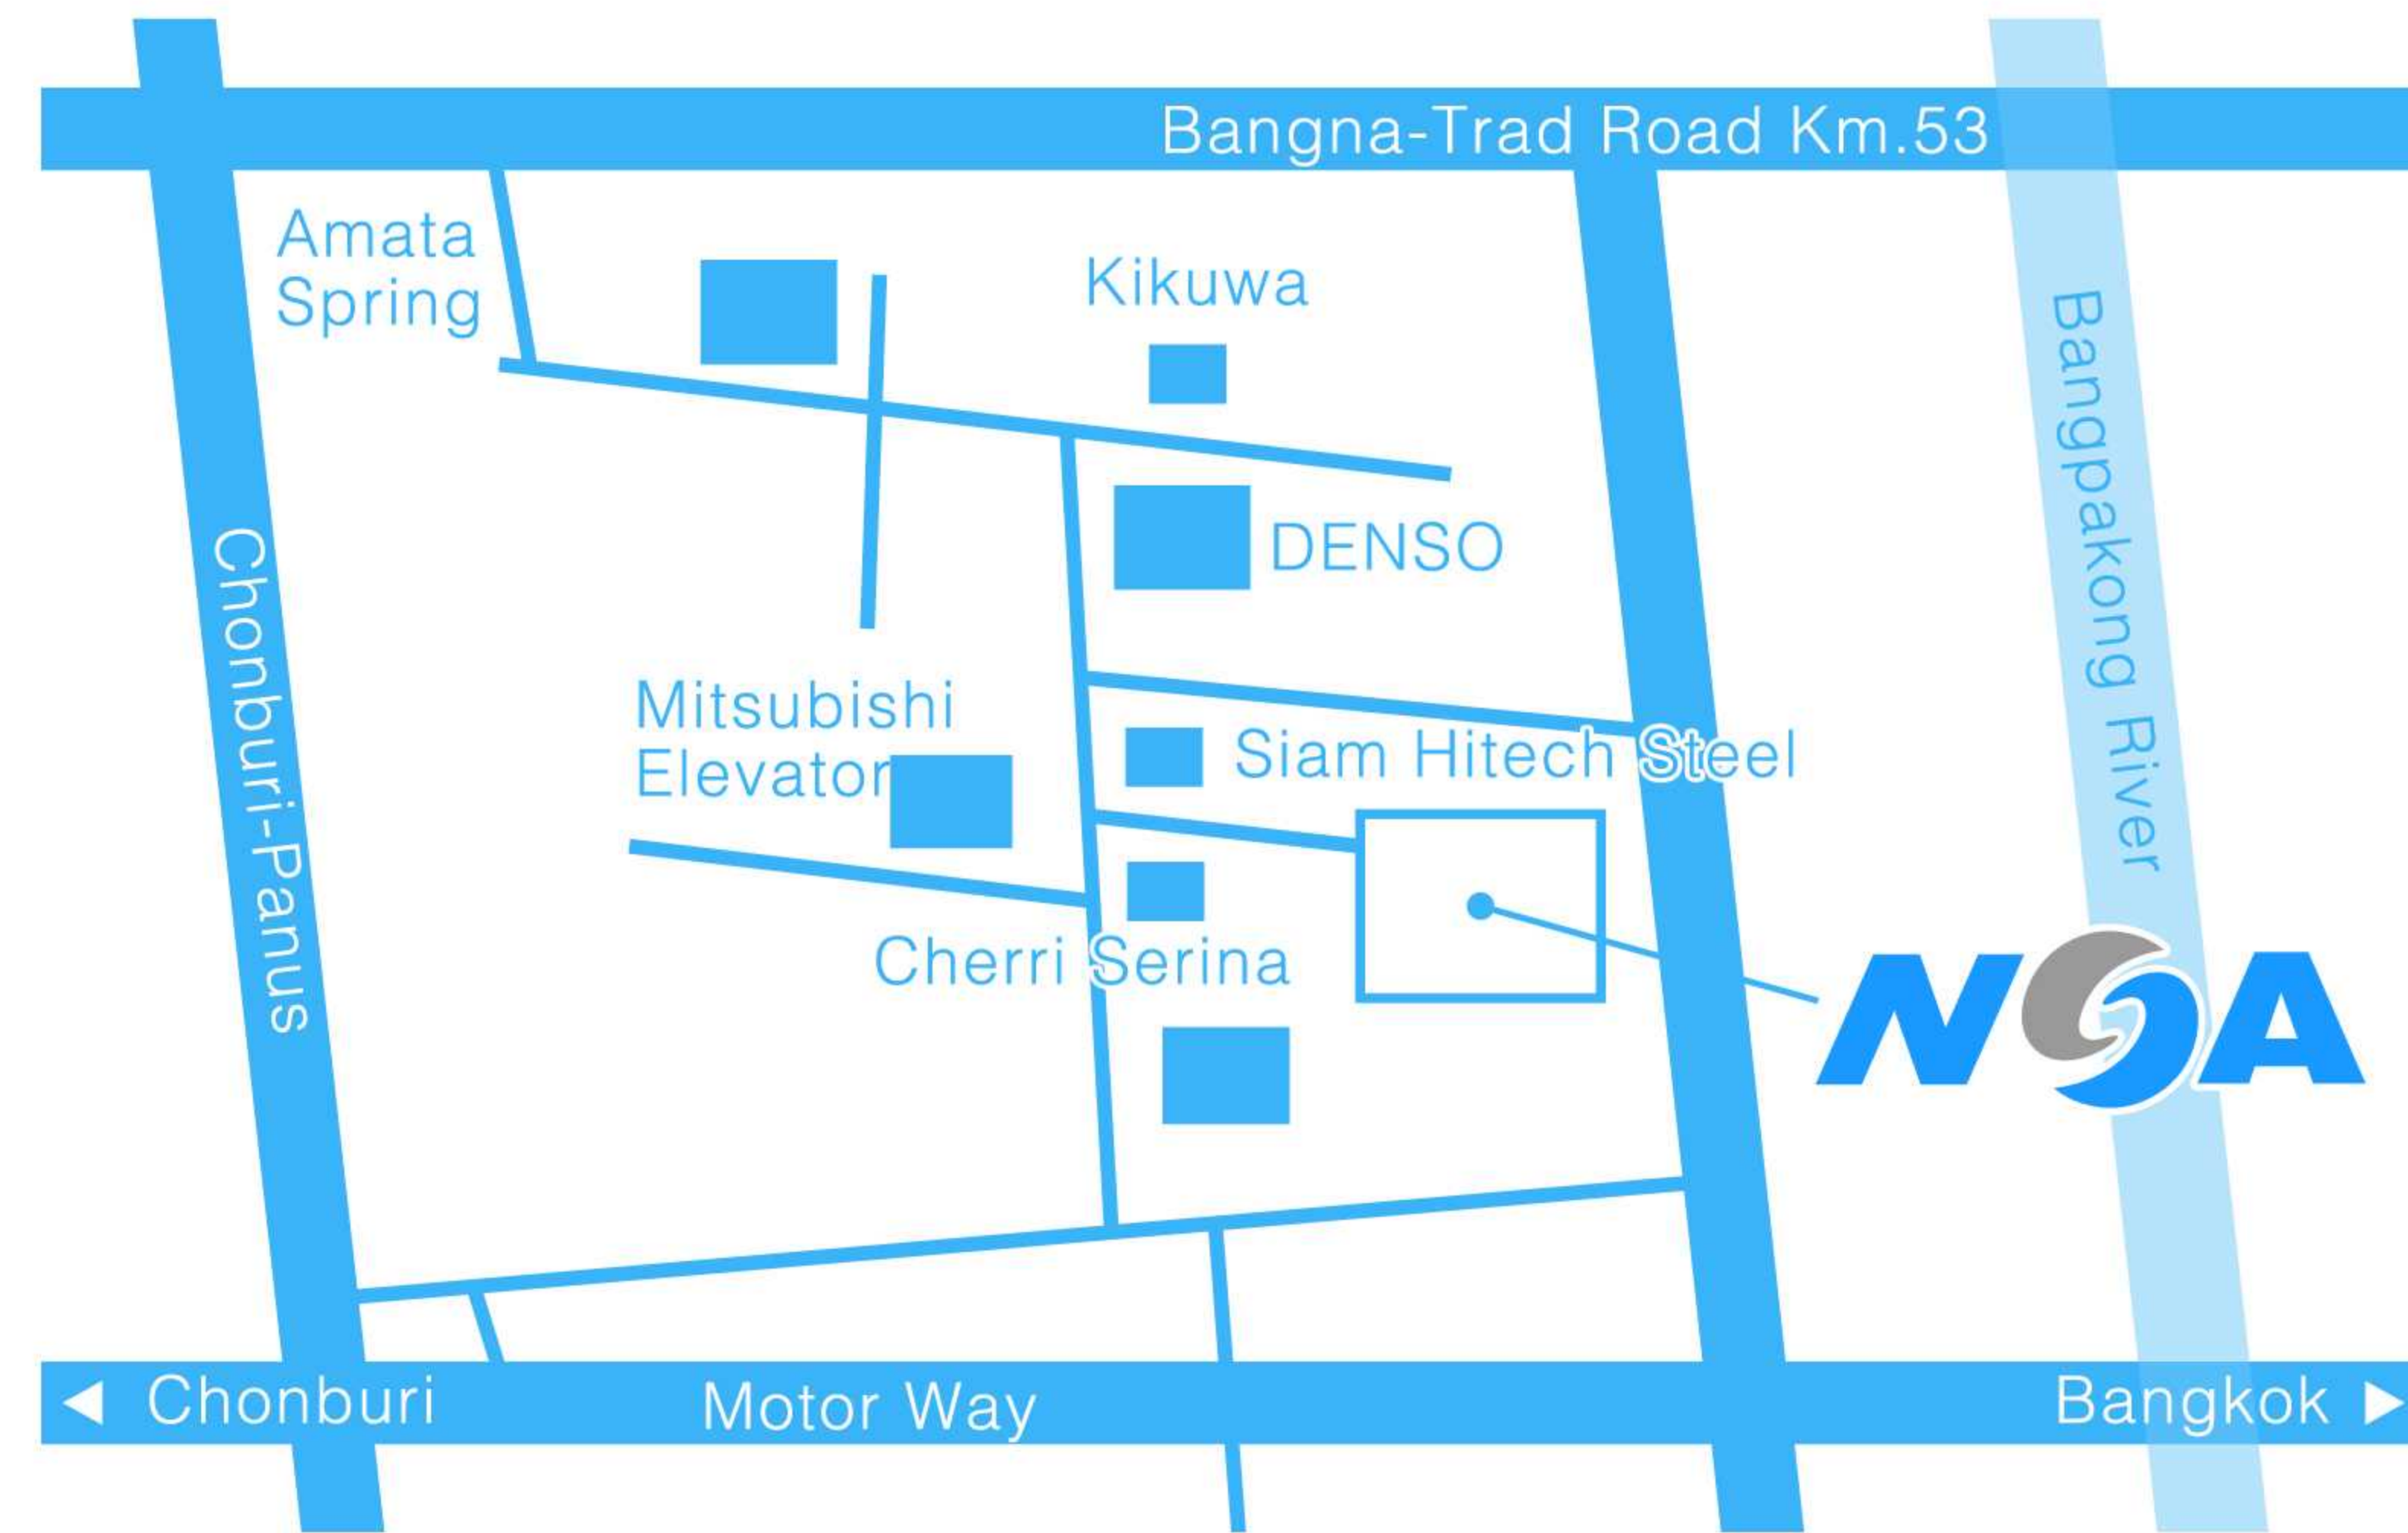 Bangna-Trad Road Km.53
Amata
Spring
Kikuwa
Bangpakong River
DENSO
Chonburi-Panus
Mitsubishi
Elevator
Siam Hitech Steel
Cherri Serina
NSA
Chonburi
Motor Way
Bangkok